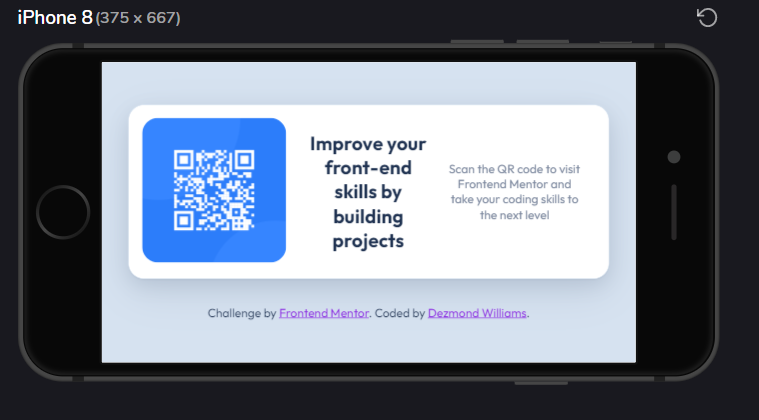 iPhone 8 (375 x 667)
Improve your
front-end
skills by
building
projects
Scan the QR code to visit
Frontend Mentor and
take your coding skills to
the next level
Challenge by Frontend Mentor. Coded by Dezmond Williams.